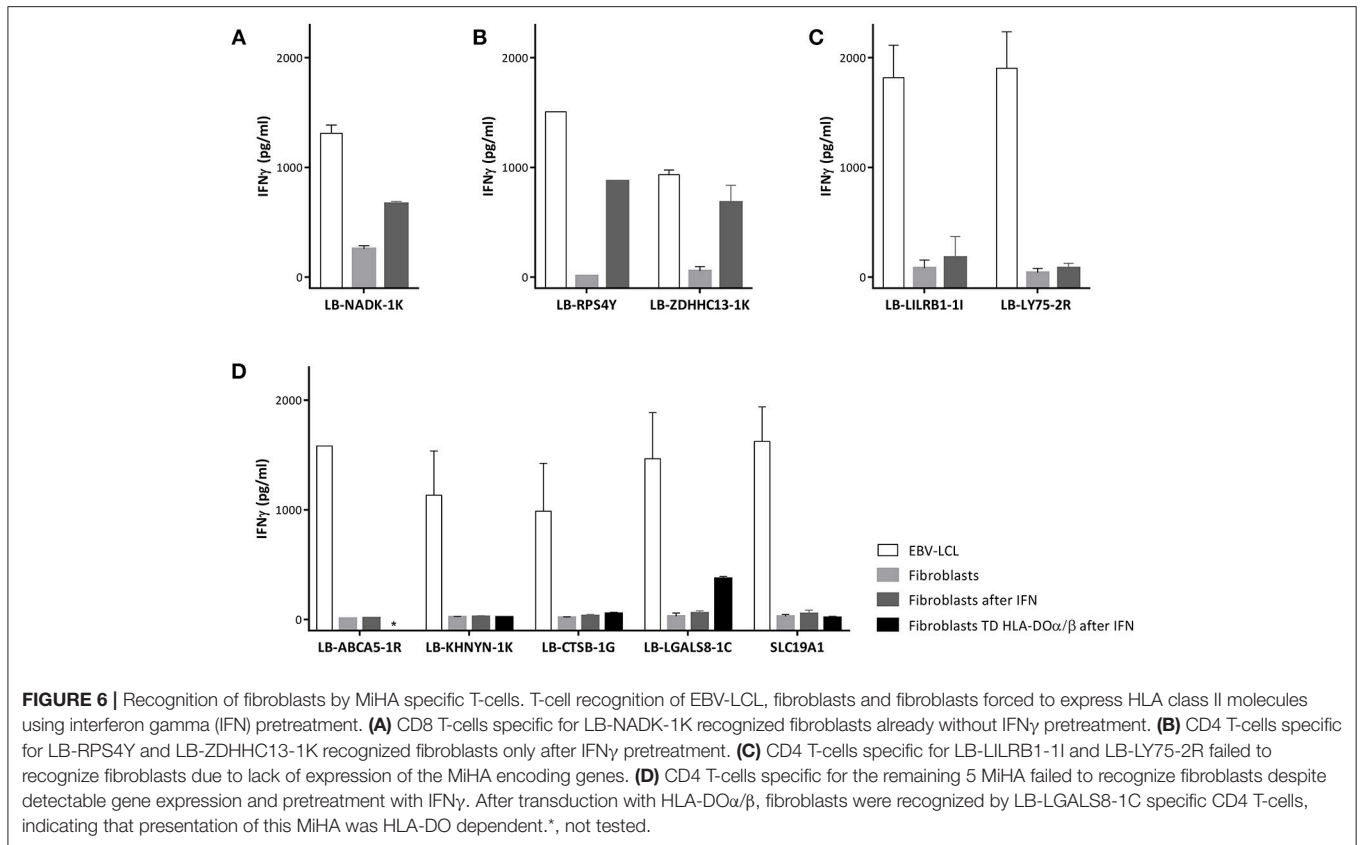 A
B
C
2000
1000
0
IFNγ (pg/ml)
LB-NADK-1K
2000
1000
0
IFNγ (pg/ml)
LB-RPS4Y LB-ZDHHC13-1K
2000
1000
0
IFNγ (pg/ml)
LB-LILRB1-1I LB-LY75-2R
D
2000
1000
0
IFNγ (pg/ml)
*
LB-ABCA5-1R LB-KHNYN-1K LB-CTSB-1G LB-LGALS8-1C SLC19A1
EBV-LCL
Fibroblasts
Fibroblasts after IFN
Fibroblasts TD HLA-DOα/β after IFN
FIGURE 6 | Recognition of fibroblasts by MiHA specific T-cells. T-cell recognition of EBV-LCL, fibroblasts and fibroblasts forced to express HLA class II molecules
using interferon gamma (IFN) pretreatment. (A) CD8 T-cells specific for LB-NADK-1K recognized fibroblasts already without IFNγ pretreatment. (B) CD4 T-cells specific
for LB-RPS4Y and LB-ZDHHC13-1K recognized fibroblasts only after IFNγ pretreatment. (C) CD4 T-cells specific for LB-LILRB1-1I and LB-LY75-2R failed to
recognize fibroblasts due to lack of expression of the MiHA encoding genes. (D) CD4 T-cells specific for the remaining 5 MiHA failed to recognize fibroblasts despite
detectable gene expression and pretreatment with IFNγ. After transduction with HLA-DOα/β, fibroblasts were recognized by LB-LGALS8-1C specific CD4 T-cells,
indicating that presentation of this MiHA was HLA-DO dependent.*, not tested.